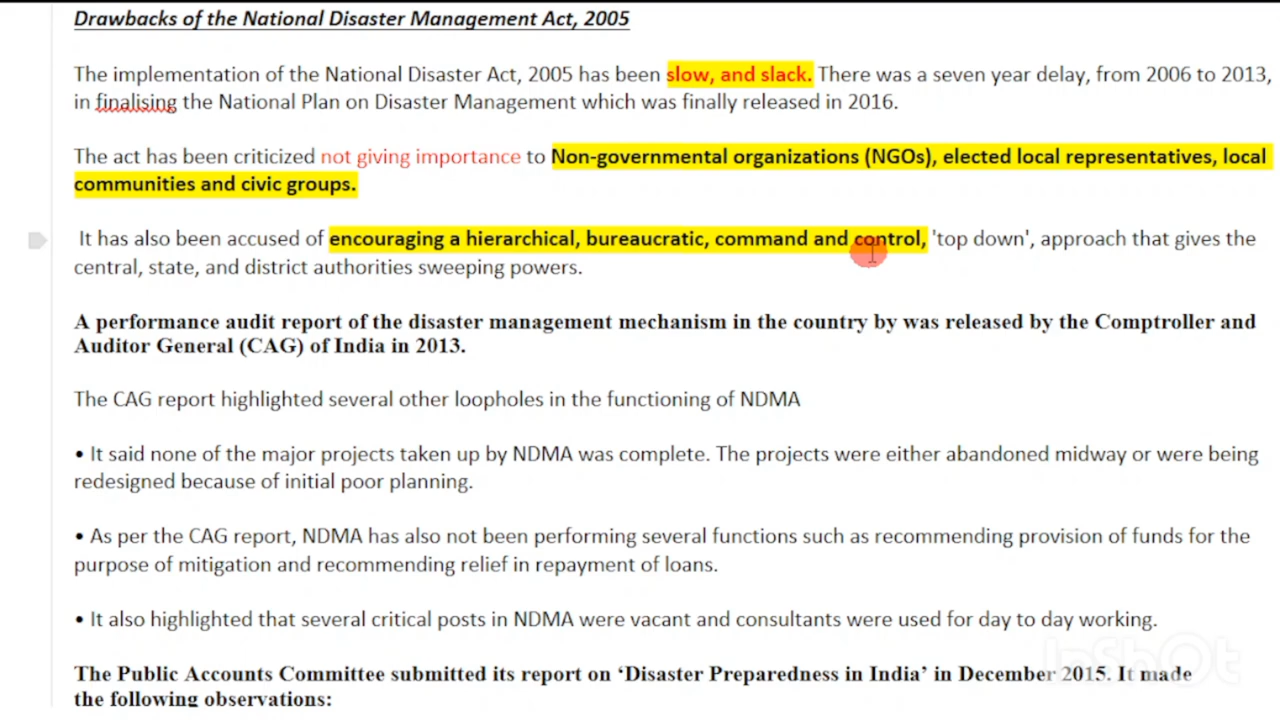 Drawbacks of the National Disaster Management Act, 2005
The implementation of the National Disaster Act, 2005 has been slow, and slack. There was a seven year delay, from 2006 to 2013,
in finalising the National Plan on Disaster Management which was finally released in 2016.
The act has been criticized not giving importance to Non-governmental organizations (NGOs), elected local representatives, local
communities and civic groups.
It has also been accused of encouraging a hierarchical, bureaucratic, command and control, 'top down', approach that gives the
central, state, and district authorities sweeping powers.
A performance audit report of the disaster management mechanism in the country by was released by the Comptroller and
Auditor General (CAG) of India in 2013.
The CAG report highlighted several other loopholes in the functioning of NDMA
• It said none of the major projects taken up by NDMA was complete. The projects were either abandoned midway or were being
redesigned because of initial poor planning.
• As per the CAG report, NDMA has also not been performing several functions such as recommending provision of funds for the
purpose of mitigation and recommending relief in repayment of loans.
• It also highlighted that several critical posts in NDMA were vacant and consultants were used for day to day working.
The Public Accounts Committee submitted its report on ‘Disaster Preparedness in India’ in December 2015. It made
the following observations:
InShOt